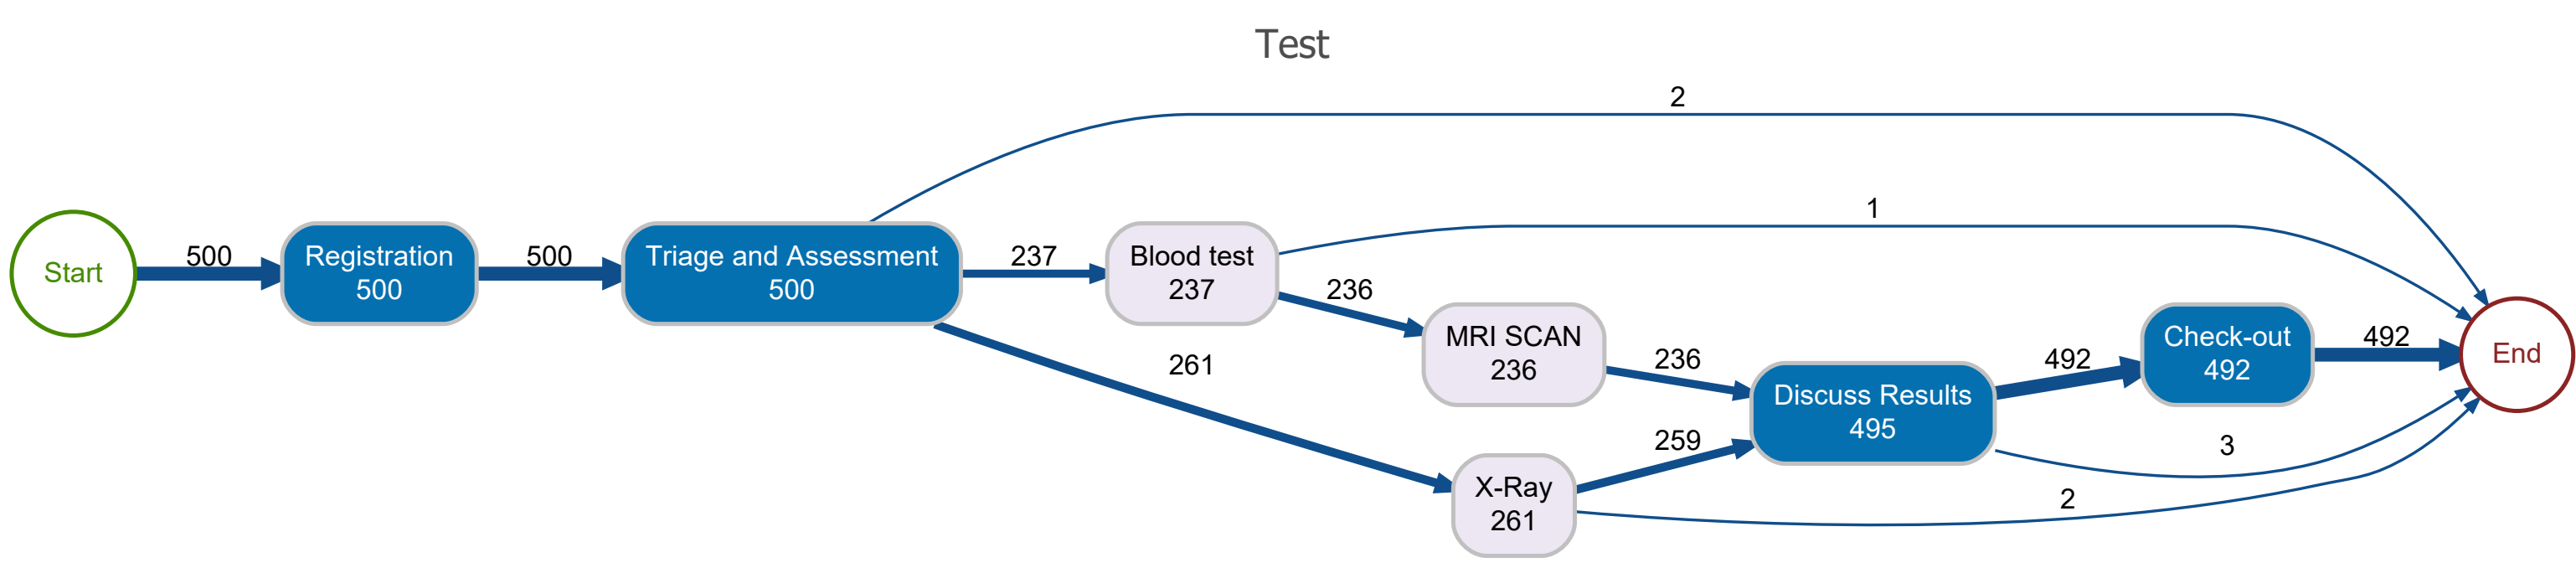 Test
2
1
Start
500
Registration
500
500
Triage and Assessment
500
237
Blood test
237
236
MRI SCAN
236
236
261
X-Ray
261
259
Discuss Results
495
492
Check-out
492
492
End
3
2